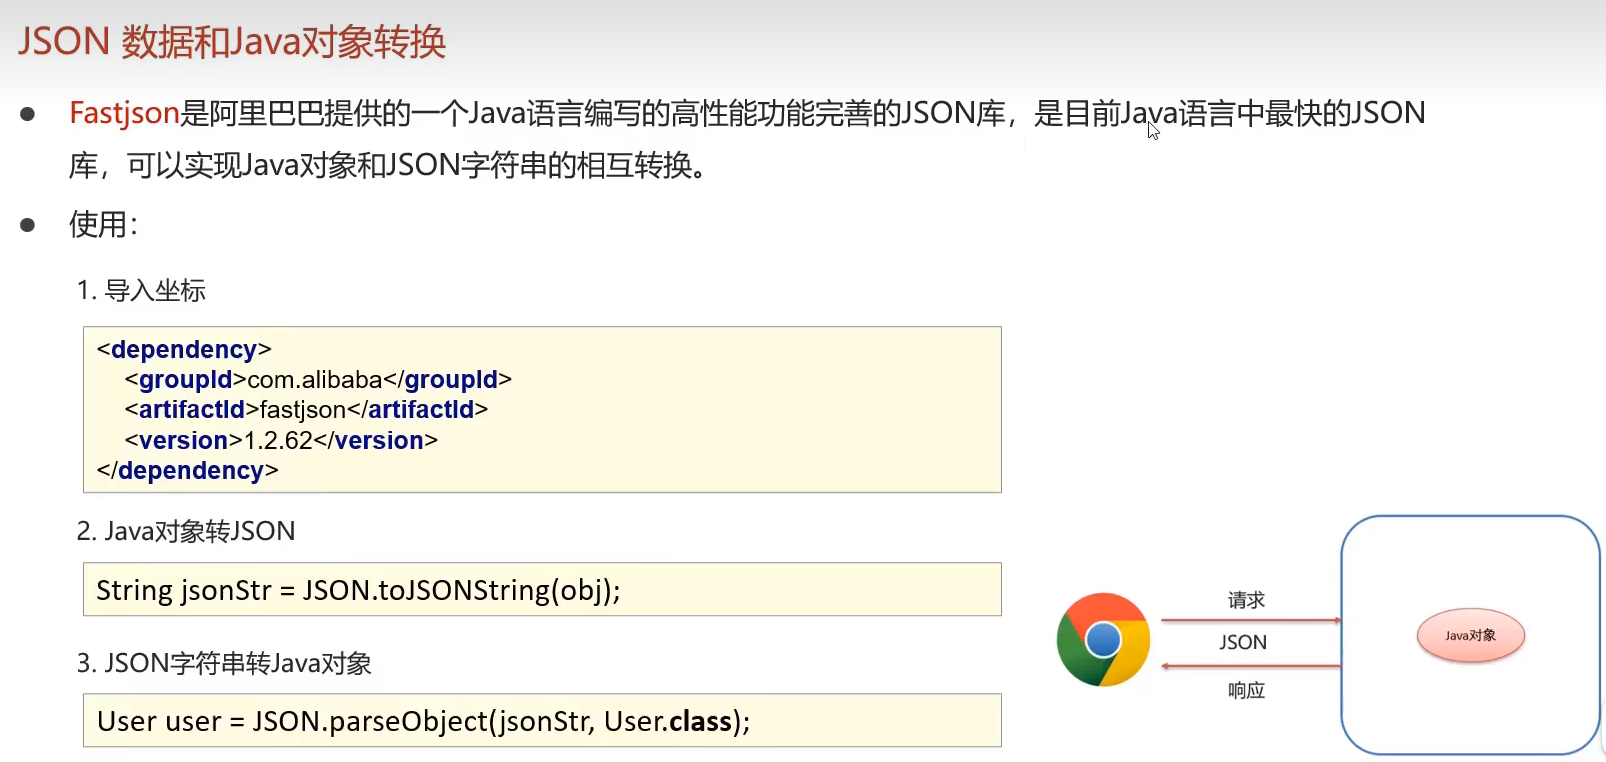 JSON 数据和Java对象转换
● Fastjson是阿里巴巴提供的一个Java语言编写的高性能功能完善的JSON库，是目前Java语言中最快的JSON
库，可以实现Java对象和JSON字符串的相互转换。
● 使用：
1. 导入坐标
<dependency>
<groupId>com.alibaba</groupId>
<artifactId>fastjson</artifactId>
<version>1.2.62</version>
</dependency>
2. Java对象转JSON
String jsonStr = JSON.toJSONString(obj);
3. JSON字符串转Java对象
User user = JSON.parseObject(jsonStr, User.class);
请求
JSON
响应
Java对象